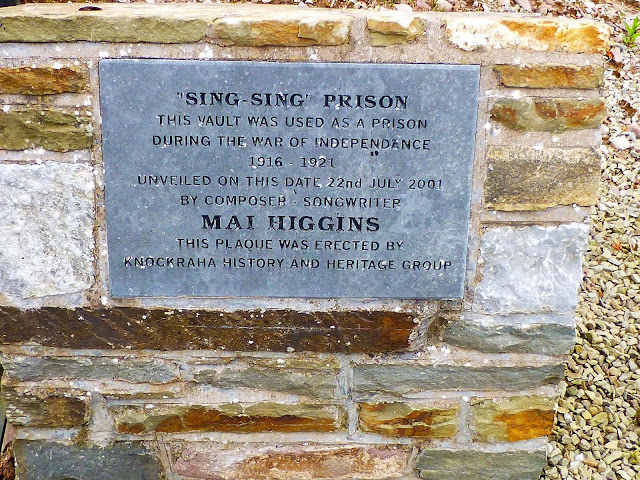 "SING-SING" PRISON
THIS VAULT WAS USED AS A PRISON
DURING THE WAR OF INDEPENDENCE
1916 - 1921
UNVEILED ON THIS DATE 22nd JULY 2001
BY COMPOSER - SONGWRITER
MAI HIGGINS
THIS PLAQUE WAS ERECTED BY
KNOCKRAHA HISTORY AND HERITAGE GROUP